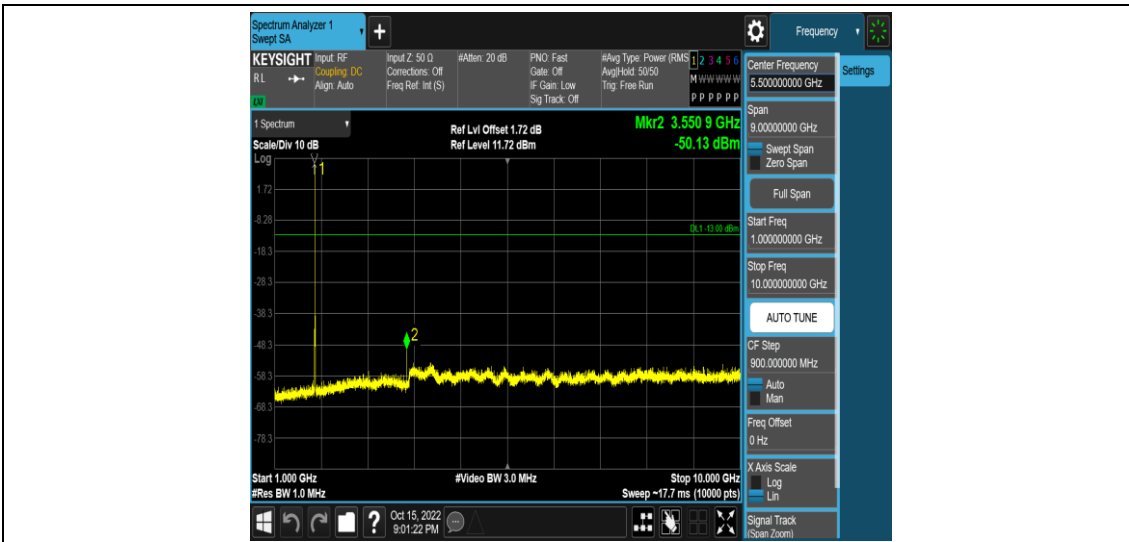 Spectrum Analyzer 1
Swept SA
Frequency
KEYSIGHT
RL
LXI
Input: RF
Coupling: DC
Align: Auto
Input Z: 50 Ω
Corrections: Off
Freq Ref: Int (S)
#Atten: 20 dB
PNO: Fast
Gate: Off
IF Gain: Low
Sig Track: Off
#Avg Type: Power (RMS
Avg|Hold: 50/50
Trig: Free Run
1 2 3 4 5 6
M W W W W W
P P P P P P
Center Frequency
5.500000000 GHz
Settings
Span
9.00000000 GHz
Swept Span
Zero Span
Full Span
Start Freq
1.000000000 GHz
Stop Freq
10.000000000 GHz
AUTO TUNE
CF Step
900.000000 MHz
Auto
Man
Freq Offset
0 Hz
X Axis Scale
Log
Lin
Signal Track
(Span Zoom)
1 Spectrum
Scale/Div 10 dB
Log
Ref Lvl Offset 1.72 dB
Ref Level 11.72 dBm
Mkr2 3.550 9 GHz
-50.13 dBm
1
1.72
-8.28
DL1 -13.00 dBm
-18.3
-28.3
-38.3
2
-48.3
-58.3
-68.3
-78.3
Start 1.000 GHz
#Res BW 1.0 MHz
#Video BW 3.0 MHz
Stop 10.000 GHz
Sweep ~17.7 ms (10000 pts)
?
Oct 15, 2022
9:01:22 PM